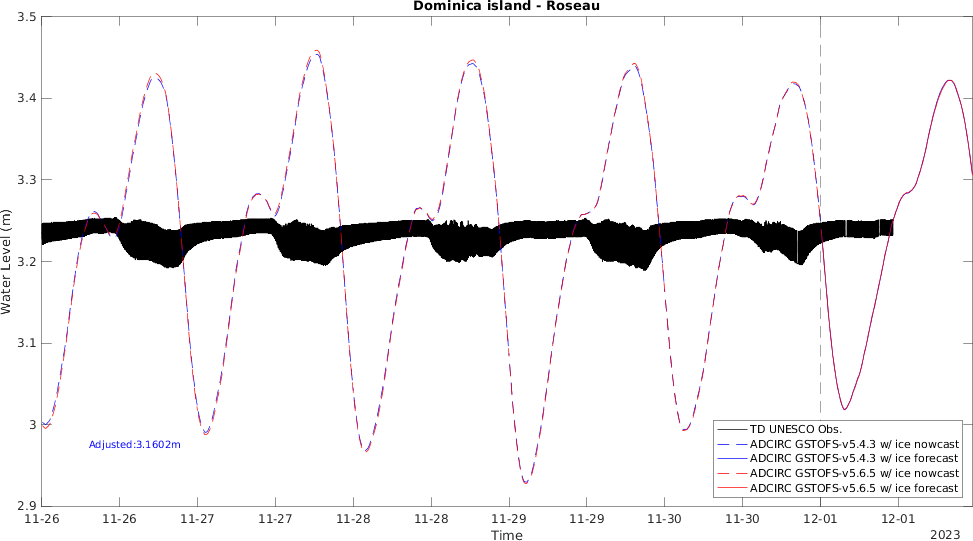 Dominica island - Roseau
3.5
3.4
3.3
3.2
3.1
3
2.9
Water Level (m)
Adjusted:3.1602m
TD UNESCO Obs.
ADCIRC GSTOFS-v5.4.3 w/ ice nowcast
ADCIRC GSTOFS-v5.4.3 w/ ice forecast
ADCIRC GSTOFS-v5.6.5 w/ ice nowcast
ADCIRC GSTOFS-v5.6.5 w/ ice forecast
11-26 11-26 11-27 11-27 11-28 11-28 11-29 11-29 11-30 11-30 12-01 12-01
Time
2023